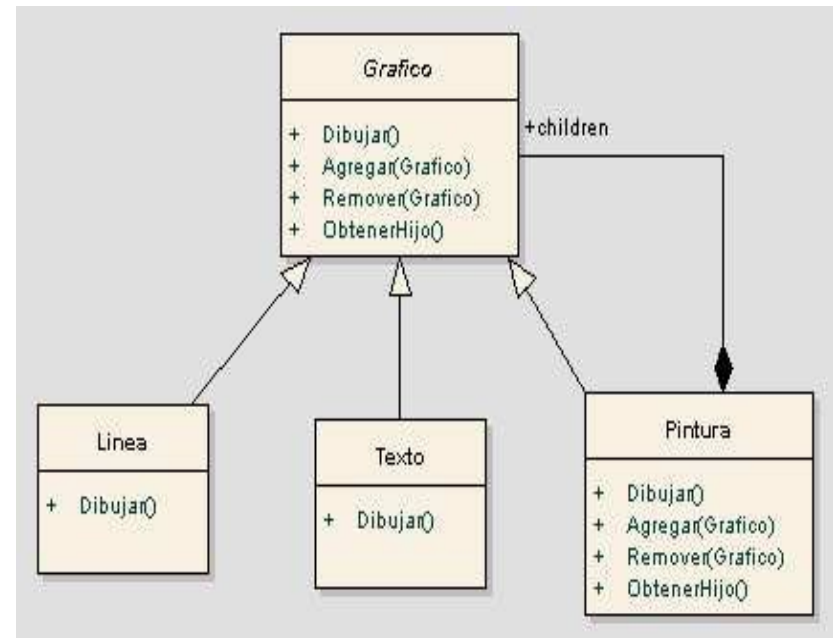 Grafico
+ Dibujar()
+ Agregar(Grafico)
+ Remover(Grafico)
+ ObtenerHijo()
+children
Linea
+ Dibujar()
Texto
+ Dibujar()
Pintura
+ Dibujar()
+ Agregar(Grafico)
+ Remover(Grafico)
+ ObtenerHijo()